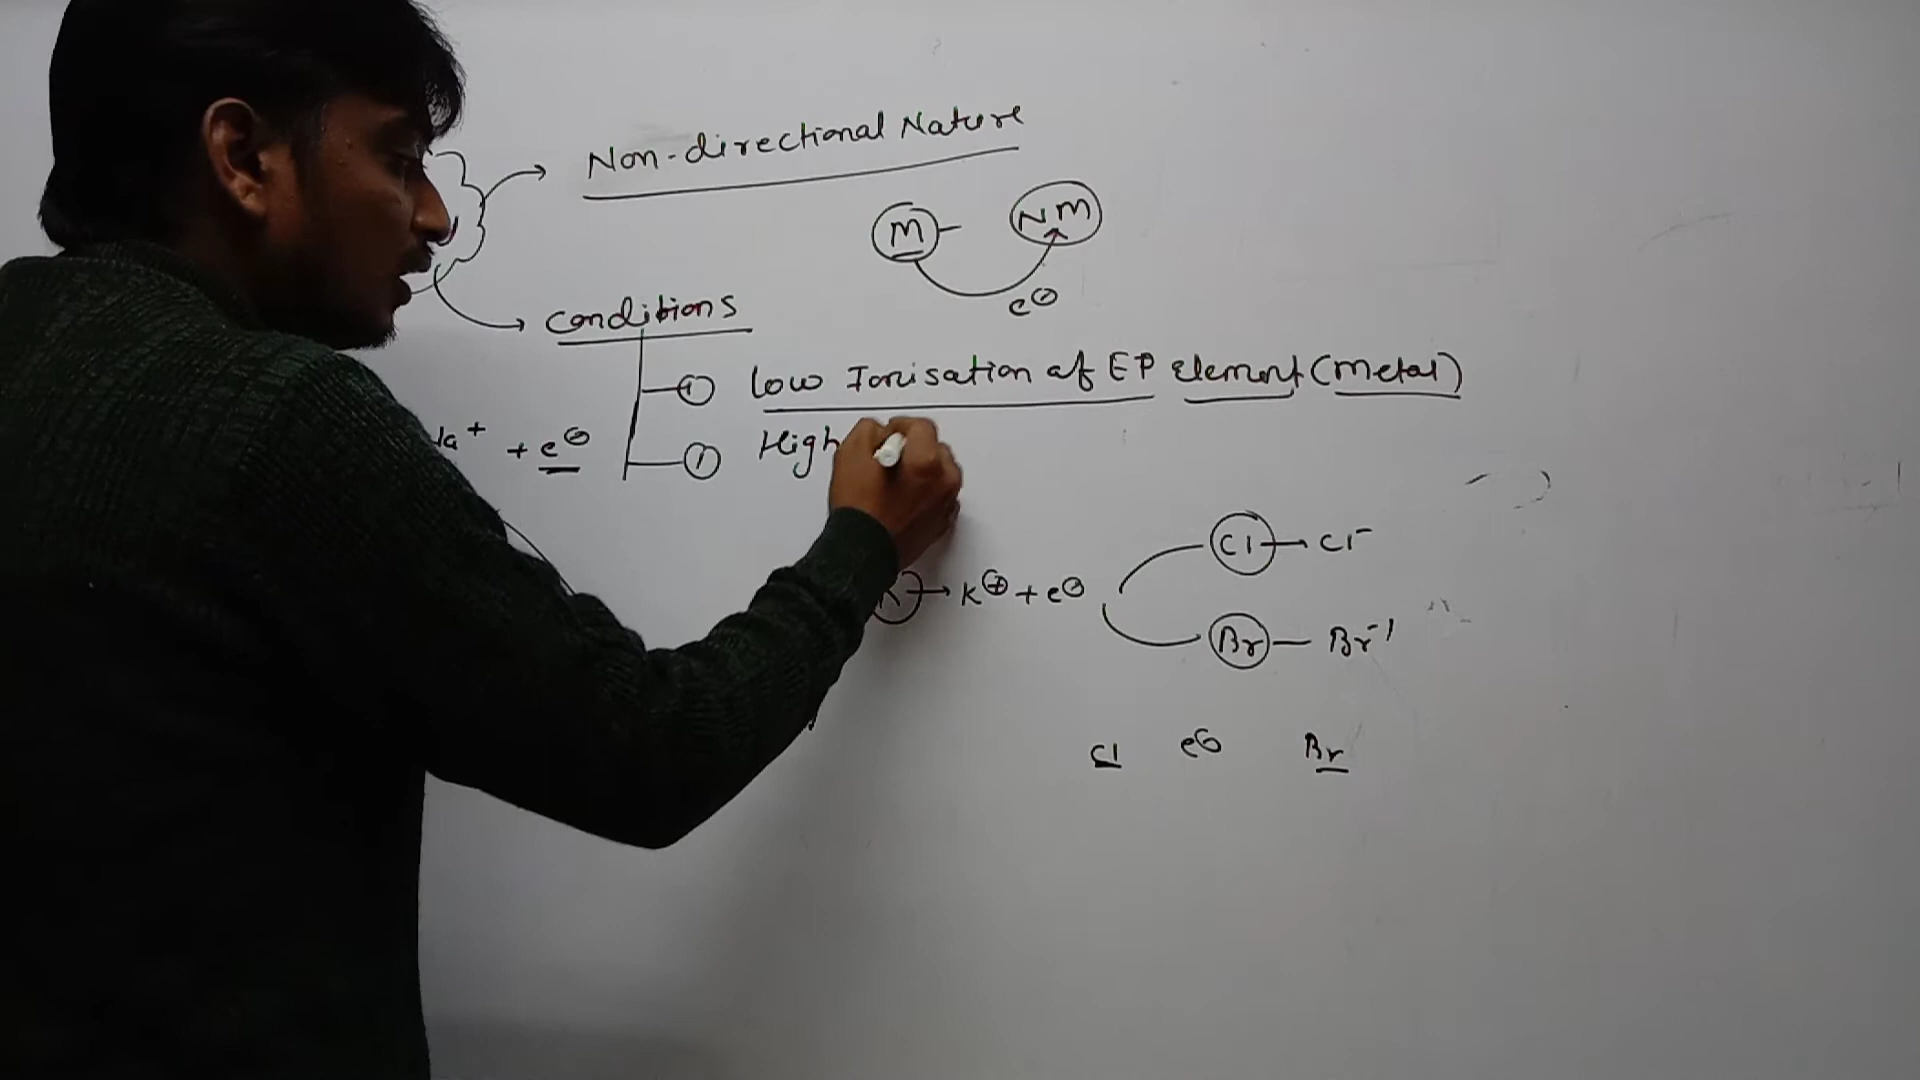 Non-directional Nature
M NM
e⊖
Conditions
① Low Ionisation of EP Element (Metal)
① High
+ e⊖
K⊕ + e⊖
Cl → Cl⁻
Br — Br⁻¹
Cl e⊖ Br